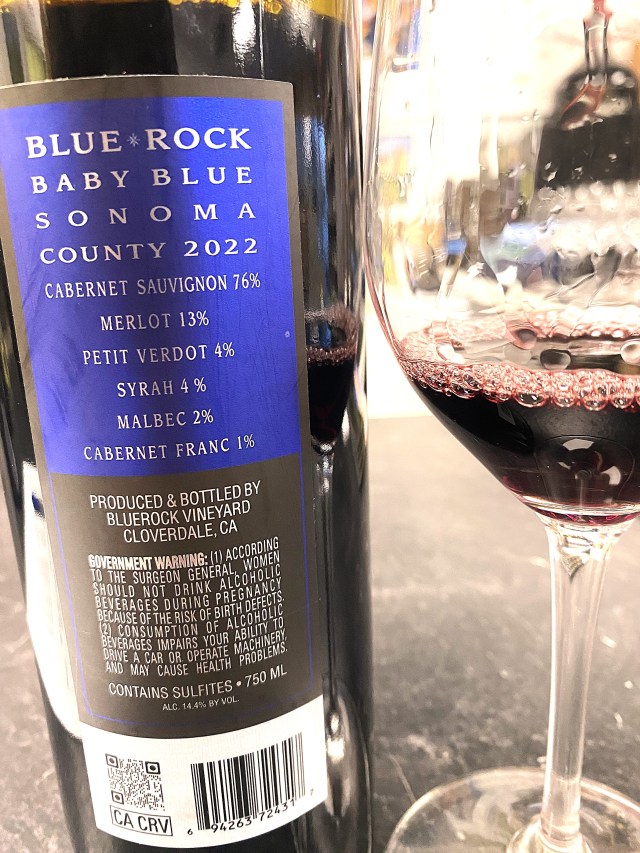 BLUE ROCK
BABY BLUE
SONOMA
COUNTY 2022
CABERNET SAUVIGNON 76%
MERLOT 13%
PETIT VERDOT 4%
SYRAH 4 %
MALBEC 2%
CABERNET FRANC 1%
PRODUCED & BOTTLED BY
BLUEROCK VINEYARD
CLOVERDALE, CA
GOVERNMENT WARNING: (1) ACCORDING
TO THE SURGEON GENERAL, WOMEN
SHOULD NOT DRINK ALCOHOLIC
BEVERAGES DURING PREGNANCY
BECAUSE OF THE RISK OF BIRTH DEFECTS.
(2) CONSUMPTION OF ALCOHOLIC
BEVERAGES IMPAIRS YOUR ABILITY TO
DRIVE A CAR OR OPERATE MACHINERY,
AND MAY CAUSE HEALTH PROBLEMS.
CONTAINS SULFITES • 750 ML
ALC. 14.4% BY VOL.
CA CRV
6 94263 72431 7